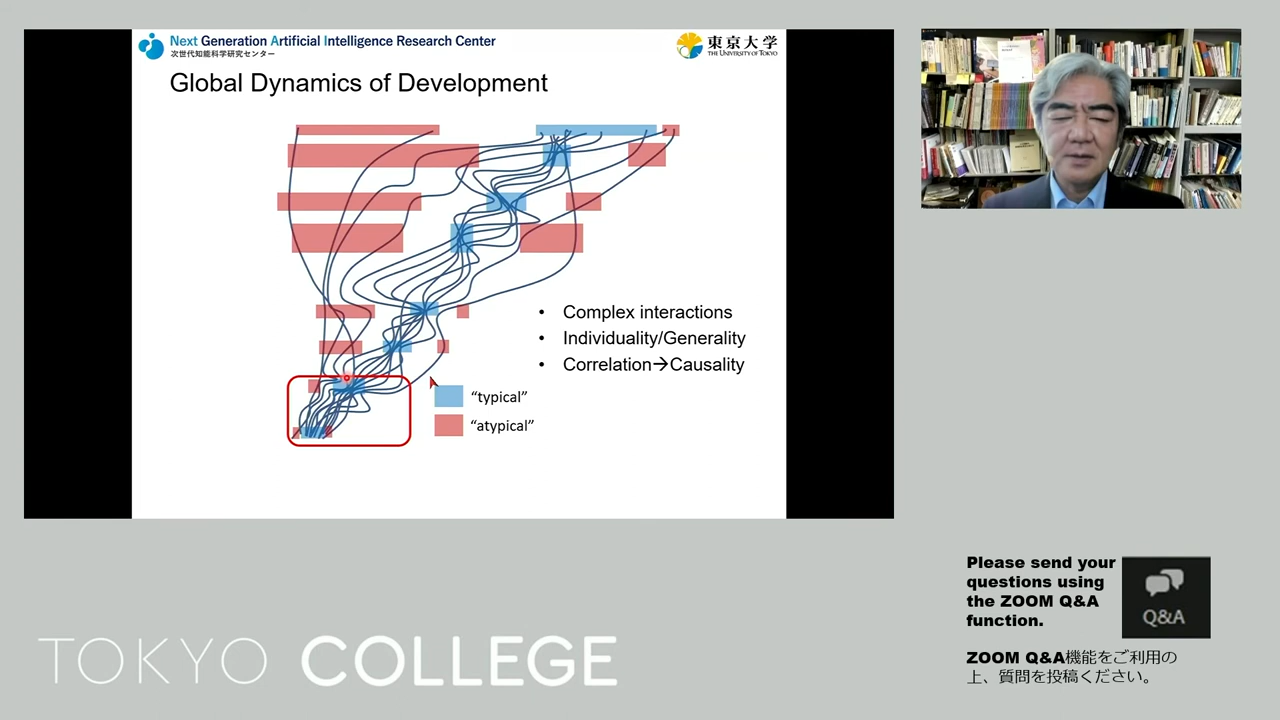 Next Generation Artificial Intelligence Research Center
次世代知能科学研究センター
東京大学
THE UNIVERSITY OF TOKYO
Global Dynamics of Development
• Complex interactions
• Individuality/Generality
• Correlation→Causality
“typical”
“atypical”
Please send your
questions using
the ZOOM Q&A
function.
Q&A
ZOOM Q&A機能をご利用の
上、質問を投稿ください。
TOKYO COLLEGE